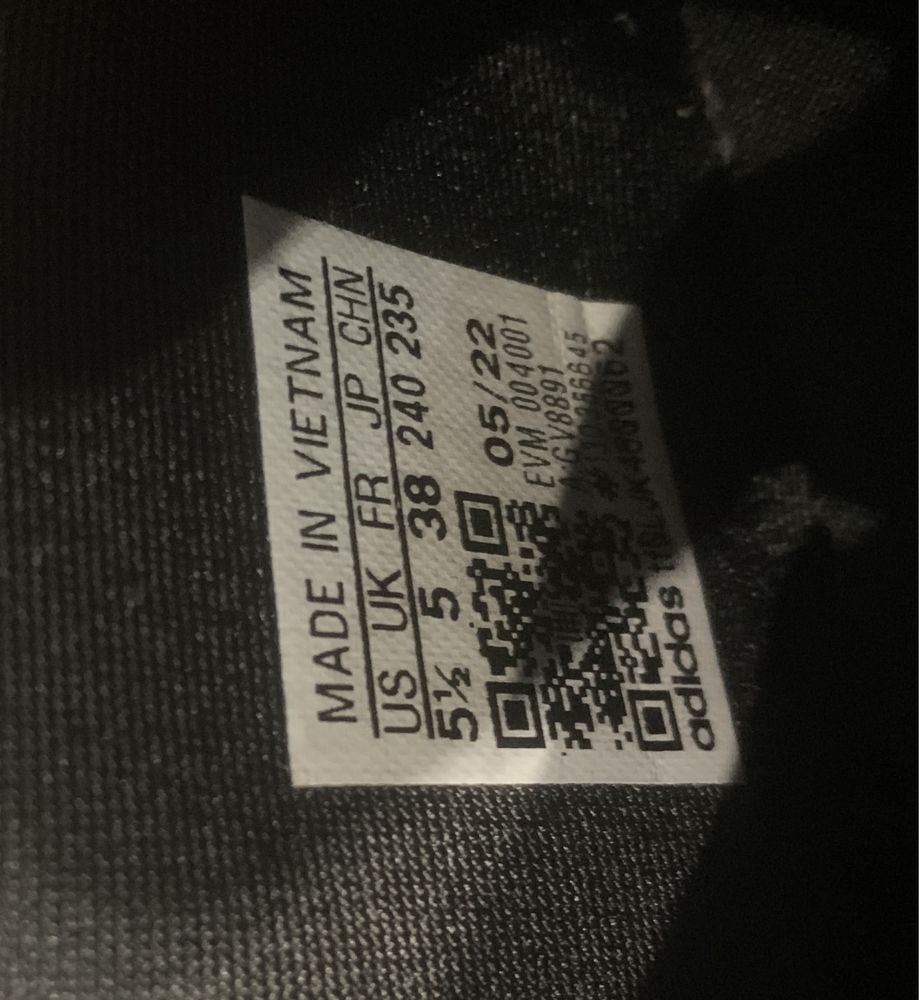 MADE IN VIETNAM
US UK FR JP CHN
5½ 5 38 240 235
05/22
EVM 004001
GV8891
adidas